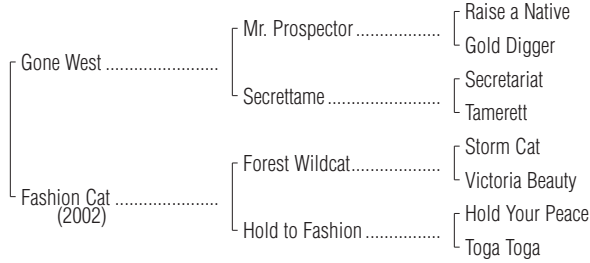 Raise a Native
Mr. Prospector ..................
Gold Digger
Gone West ........................
Secretariat
Secrettame ........................
Tamerett
Storm Cat
Forest Wildcat...................
Victoria Beauty
Fashion Cat ......................
(2002)
Hold Your Peace
Hold to Fashion ................
Toga Toga